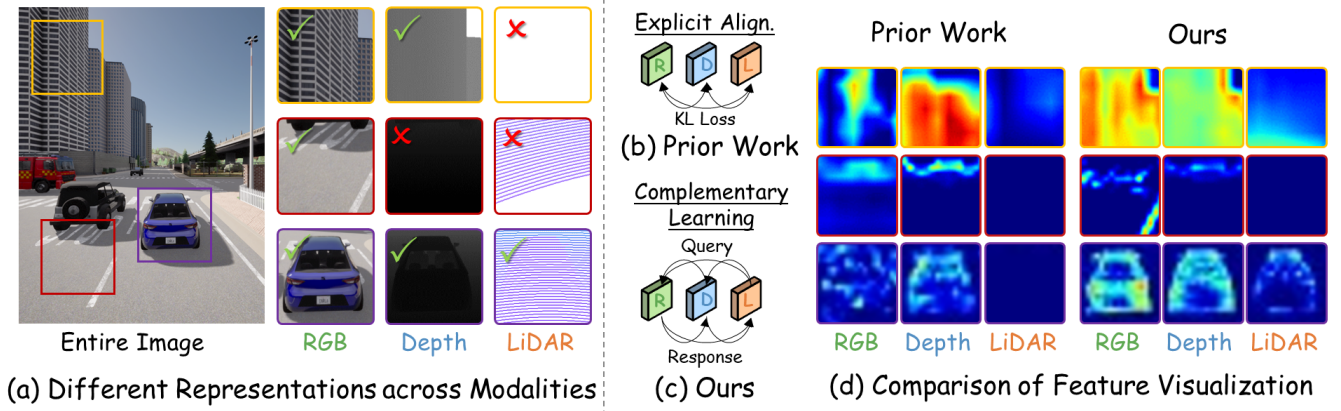 Entire Image
RGB
Depth
LiDAR
(a) Different Representations across Modalities
Explicit Align.
R
D
L
KL Loss
(b) Prior Work
Complementary
Learning
Query
R
D
L
Response
(c) Ours
Prior Work
Ours
RGB
Depth
LiDAR
RGB
Depth
LiDAR
(d) Comparison of Feature Visualization